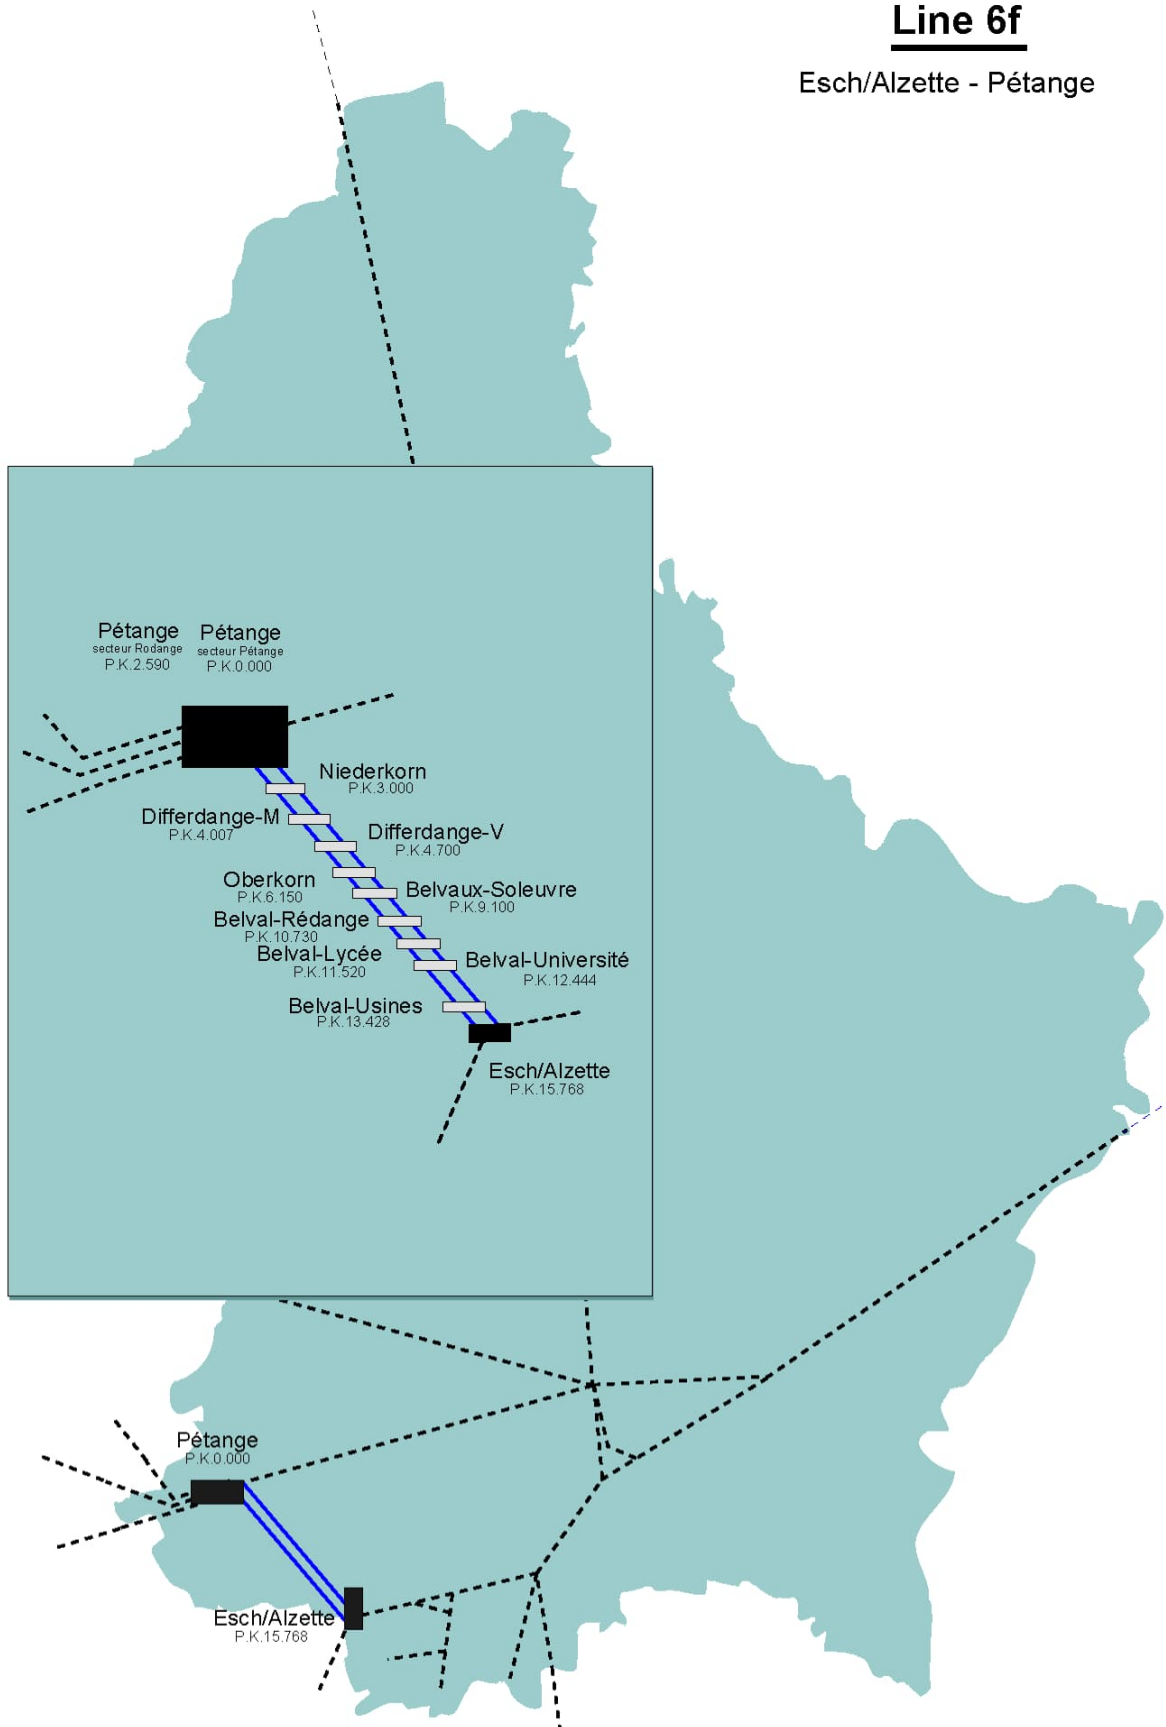 Line 6f
Esch/Alzette - Pétange
Pétange
secteur Rodange
P.K.2.590
Pétange
secteur Pétange
P.K.0.000
Niederkorn
P.K.3.000
Differdange-M
P.K.4.007
Differdange-V
P.K.4.700
Oberkorn
P.K.6.150
Belvaux-Soleuvre
P.K.9.100
Belval-Rédange
P.K.10.730
Belval-Lycée
P.K.11.520
Belval-Université
P.K.12.444
Belval-Usines
P.K.13.428
Esch/Alzette
P.K.15.768
Pétange
P.K.0.000
Esch/Alzette
P.K.15.768